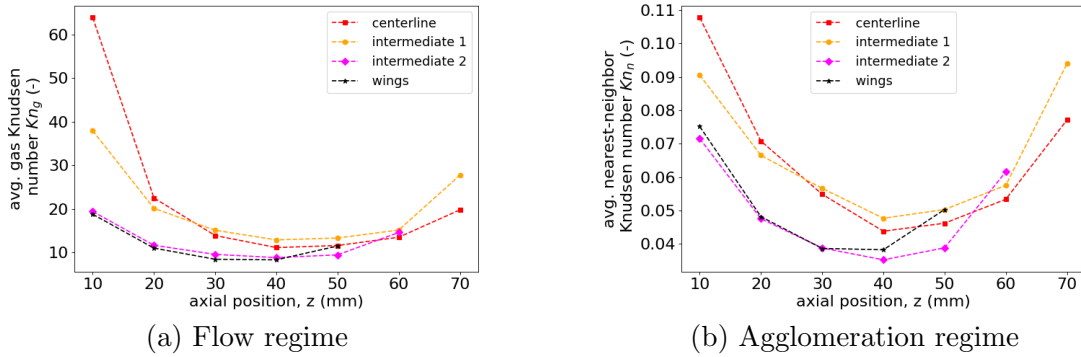 avg. gas Knudsen
number Kn_g (-)
60
50
40
30
20
10
10 20 30 40 50 60 70
axial position, z (mm)
centerline
intermediate 1
intermediate 2
wings
(a) Flow regime
avg. nearest-neighbor
Knudsen number Kn_n (-)
0.11
0.10
0.09
0.08
0.07
0.06
0.05
0.04
10 20 30 40 50 60 70
axial position, z (mm)
centerline
intermediate 1
intermediate 2
wings
(b) Agglomeration regime